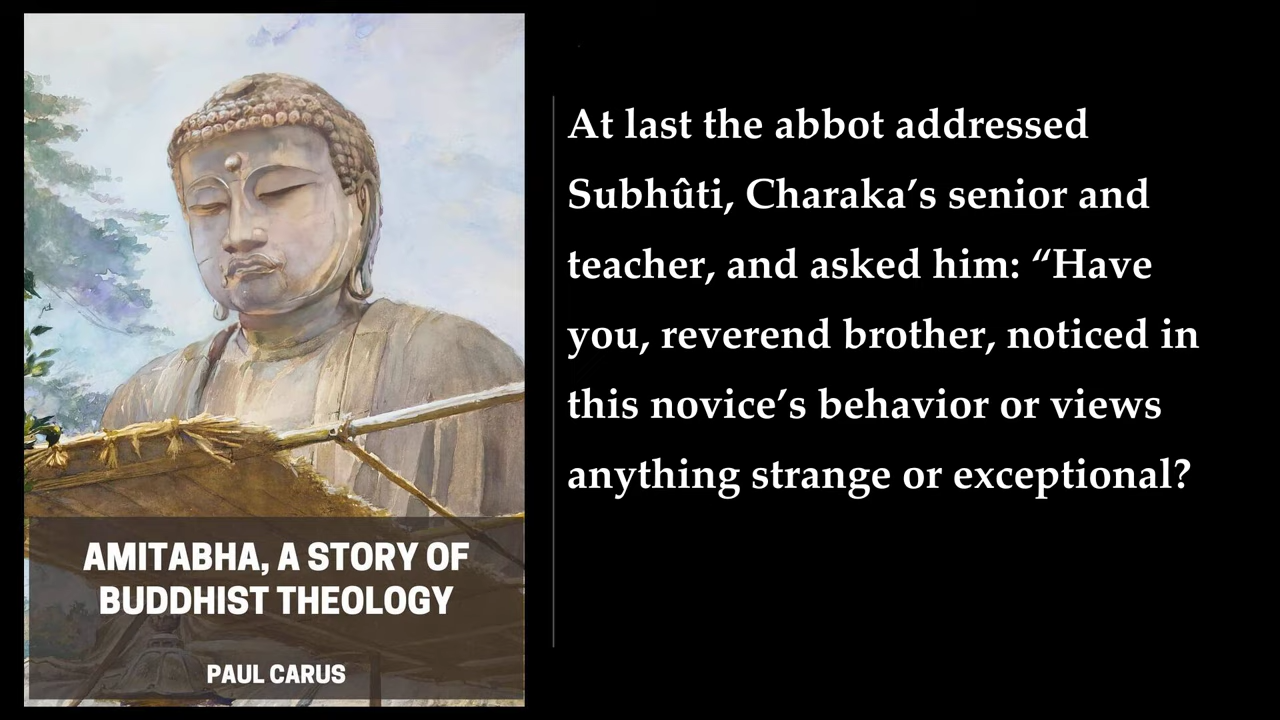 At last the abbot addressed
Subhûti, Charaka’s senior and
teacher, and asked him: “Have
you, reverend brother, noticed in
this novice’s behavior or views
anything strange or exceptional?
AMITABHA, A STORY OF
BUDDHIST THEOLOGY
PAUL CARUS